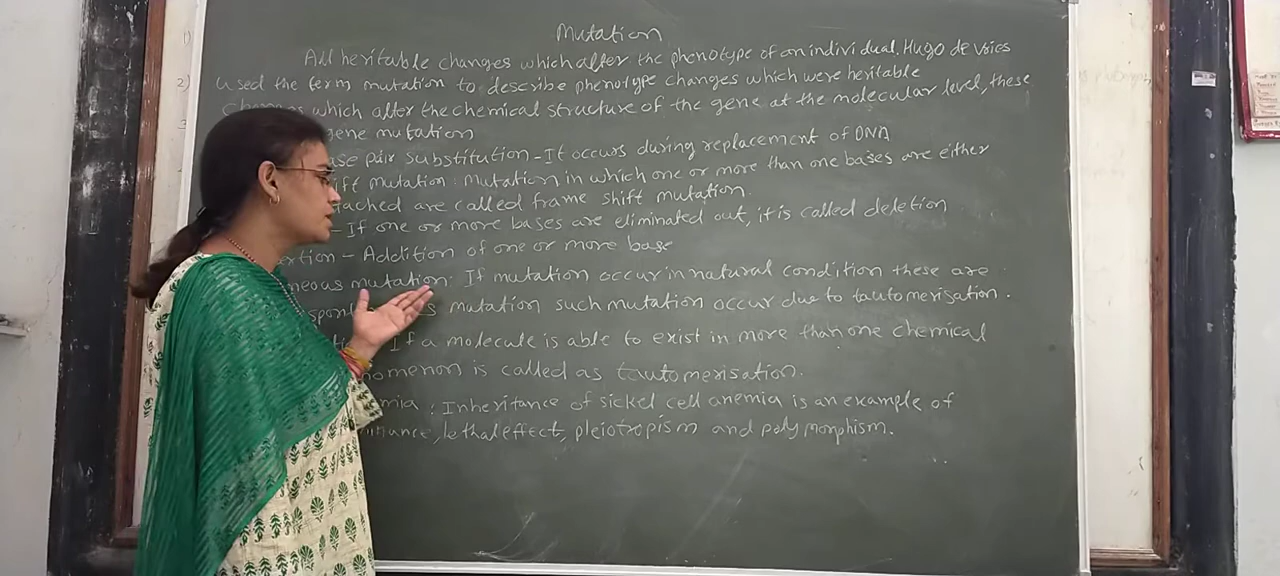 Mutation
All heritable changes which alter the phenotype of an individual. Hugo de Vries
used the term mutation to describe phenotype changes which were heritable
which alter the chemical structure of the gene at the molecular level, these
gene mutation
pair substitution - It occurs during replacement of DNA
mutation : Mutation in which one or more than one bases are either
are called frame shift mutation.
- If one or more bases are eliminated out, it is called deletion
- Addition of one or more base
mutation : If mutation occur in natural condition these are
mutation such mutation occur due to tautomerisation.
If a molecule is able to exist in more than one chemical
is called as tautomerisation.
: Inheritance of sickel cell anemia is an example of
, lethal effect, pleiotropism and polymorphism.